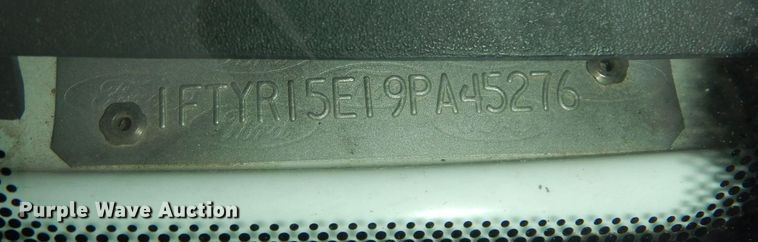 1FTYR15E19PA45276
Purple Wave Auction